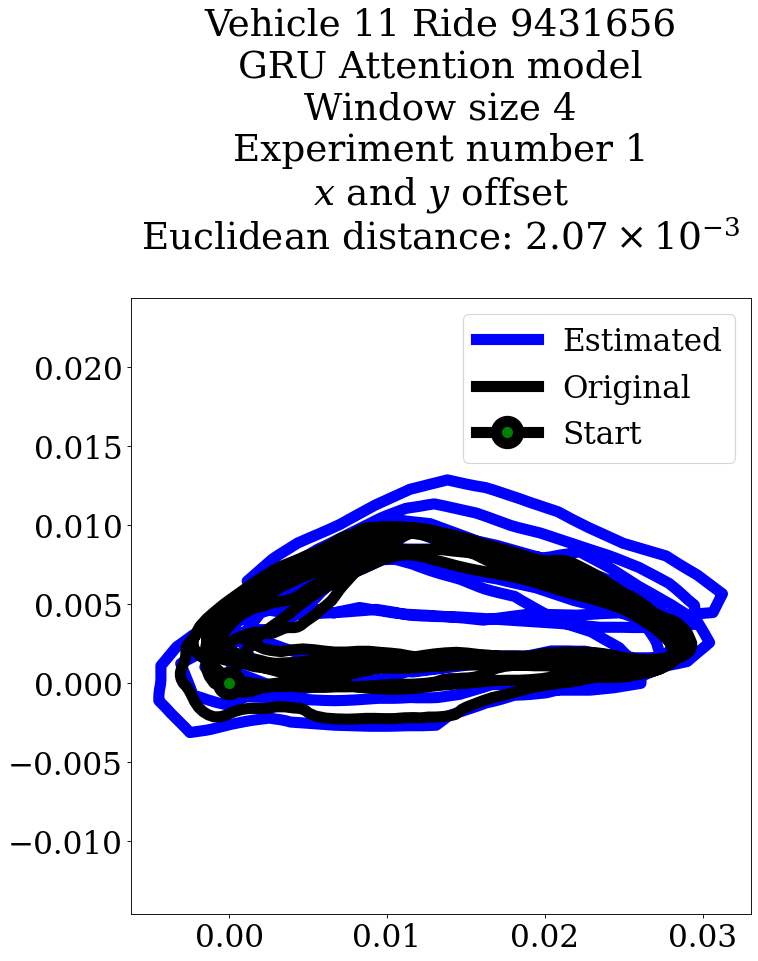 Vehicle 11 Ride 9431656
GRU Attention model
Window size 4
Experiment number 1
x and y offset
Euclidean distance: 2.07 × 10⁻³
Estimated
Original
Start
0.020
0.015
0.010
0.005
0.000
−0.005
−0.010
0.00 0.01 0.02 0.03